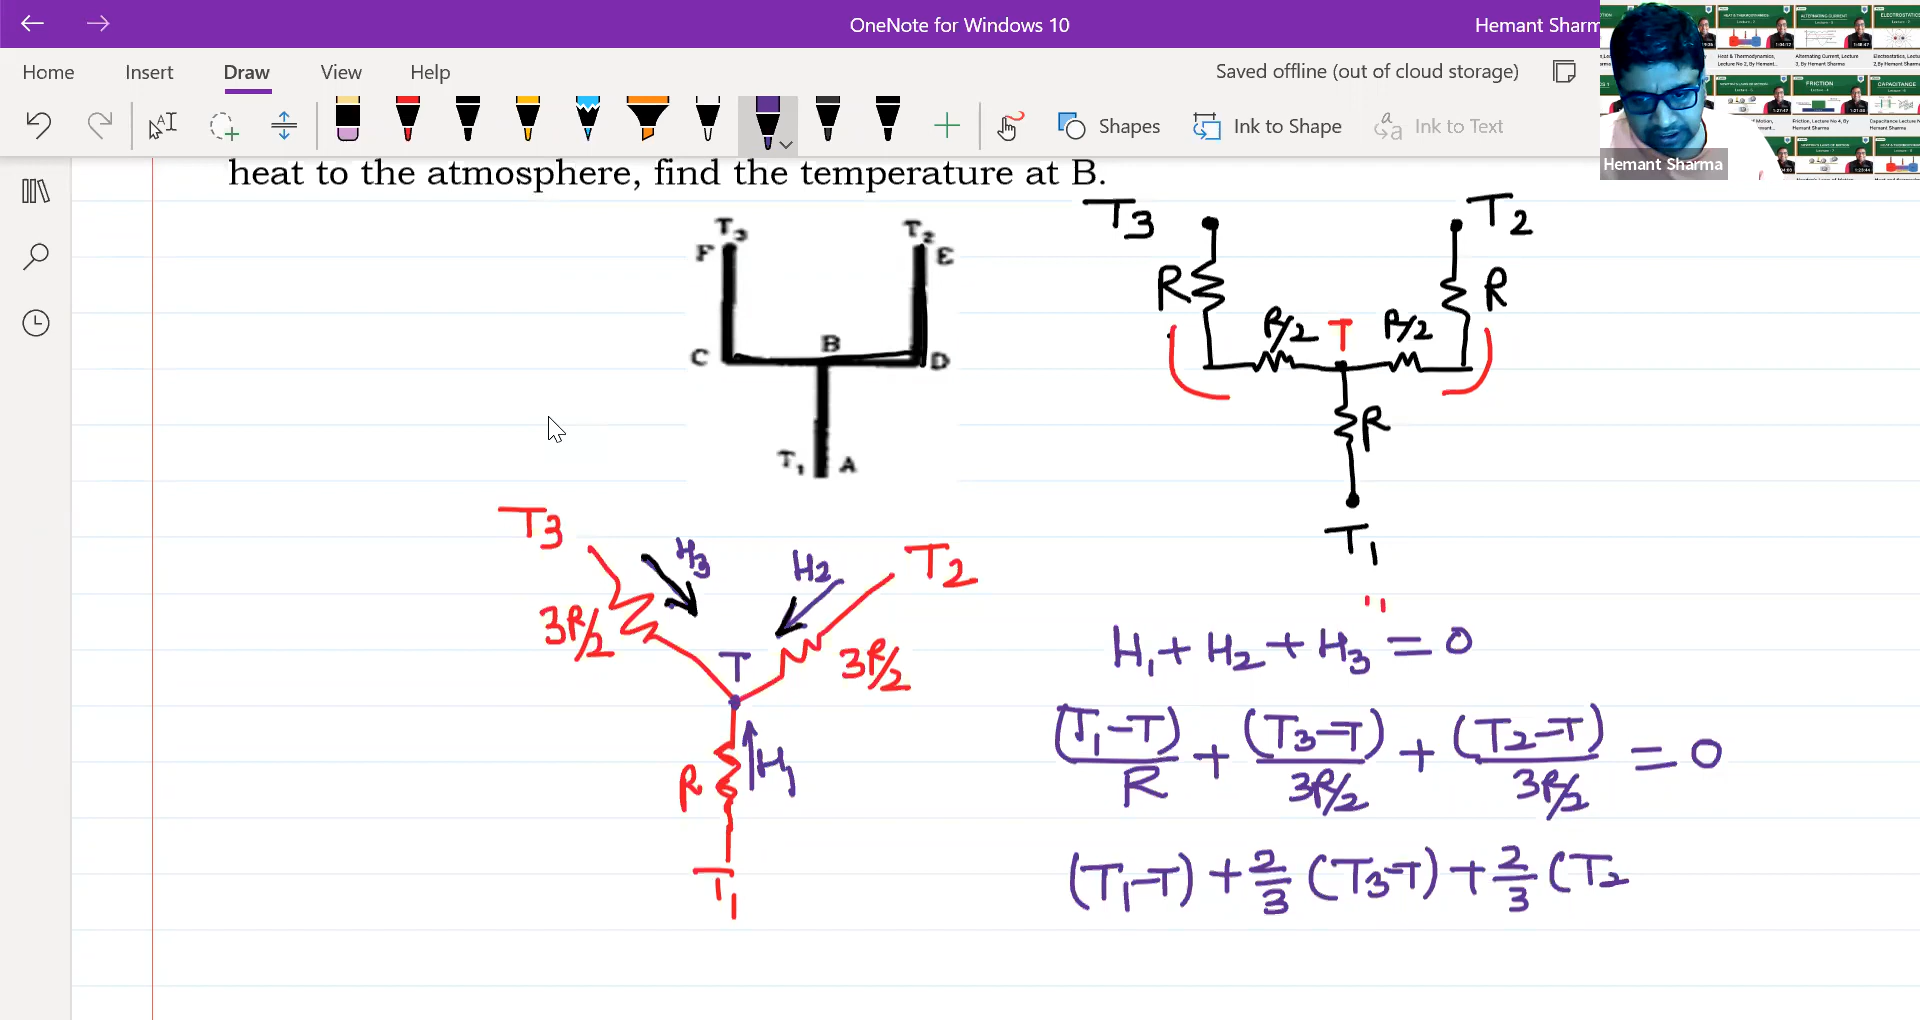 OneNote for Windows 10
Hemant Sharm
Home Insert Draw View Help
Saved offline (out of cloud storage)
Shapes Ink to Shape Ink to Text
Hemant Sharma
heat to the atmosphere, find the temperature at B.
T₃ T₂
F E
C B D
T₁ A
T3 T2
R R
R/2 T R/2
R
T1
T3 H3 H2 T2
3R/2 T 3R/2
R H1
T1
H₁ + H₂ + H₃ = 0
(T₁-T)/R + (T3-T)/(3R/2) + (T2-T)/(3R/2) = 0
(T₁-T) + 2/3 (T3-T) + 2/3 (T2